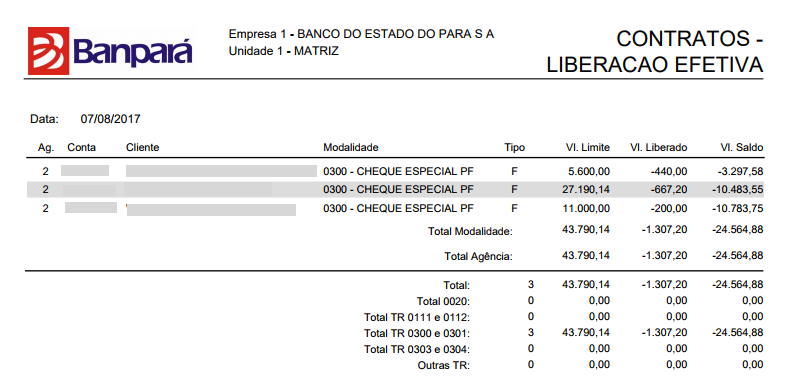 Banpará
Empresa 1 - BANCO DO ESTADO DO PARA S A
Unidade 1 - MATRIZ
CONTRATOS -
LIBERACAO EFETIVA
Data: 07/08/2017
Ag. Conta Cliente Modalidade Tipo Vl. Limite Vl. Liberado Vl. Saldo
2 0300 - CHEQUE ESPECIAL PF F 5.600,00 -440,00 -3.297,58
2 0300 - CHEQUE ESPECIAL PF F 27.190,14 -667,20 -10.483,55
2 0300 - CHEQUE ESPECIAL PF F 11.000,00 -200,00 -10.783,75
Total Modalidade: 43.790,14 -1.307,20 -24.564,88
Total Agência: 43.790,14 -1.307,20 -24.564,88
Total: 3 43.790,14 -1.307,20 -24.564,88
Total 0020: 0 0,00 0,00 0,00
Total TR 0111 e 0112: 0 0,00 0,00 0,00
Total TR 0300 e 0301: 3 43.790,14 -1.307,20 -24.564,88
Total TR 0303 e 0304: 0 0,00 0,00 0,00
Outras TR: 0 0,00 0,00 0,00